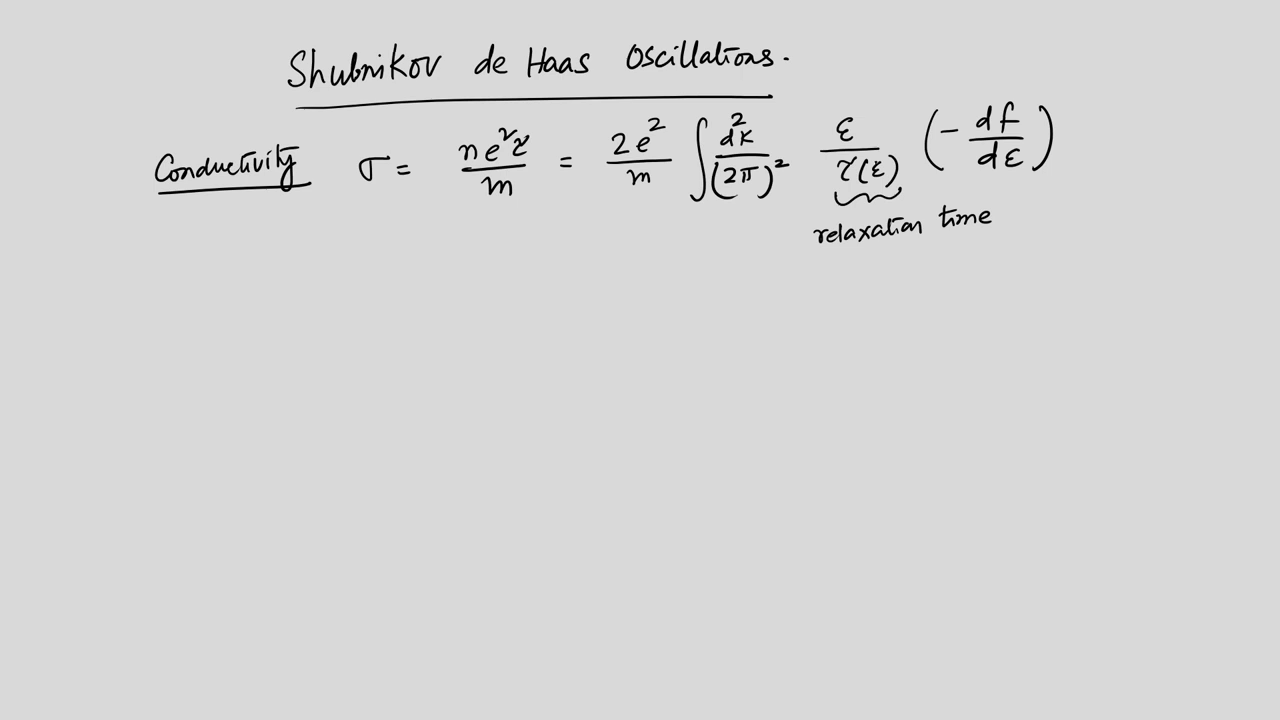 Shubnikov de Haas Oscillations.
Conductivity σ = ne²τ/m = 2e²/m ∫ d²k/(2π)² ε/τ(ε) (- df/dε)
relaxation time